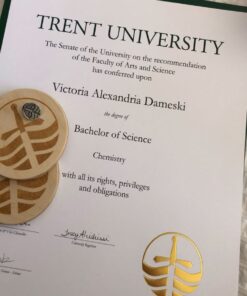 TRENT UNIVERSITY
The Senate of the University on the recommendation
of the Faculty of Arts and Science
has conferred upon
Victoria Alexandria Dameski
the degree of
Bachelor of Science
Chemistry
with all its rights, privileges
and obligations